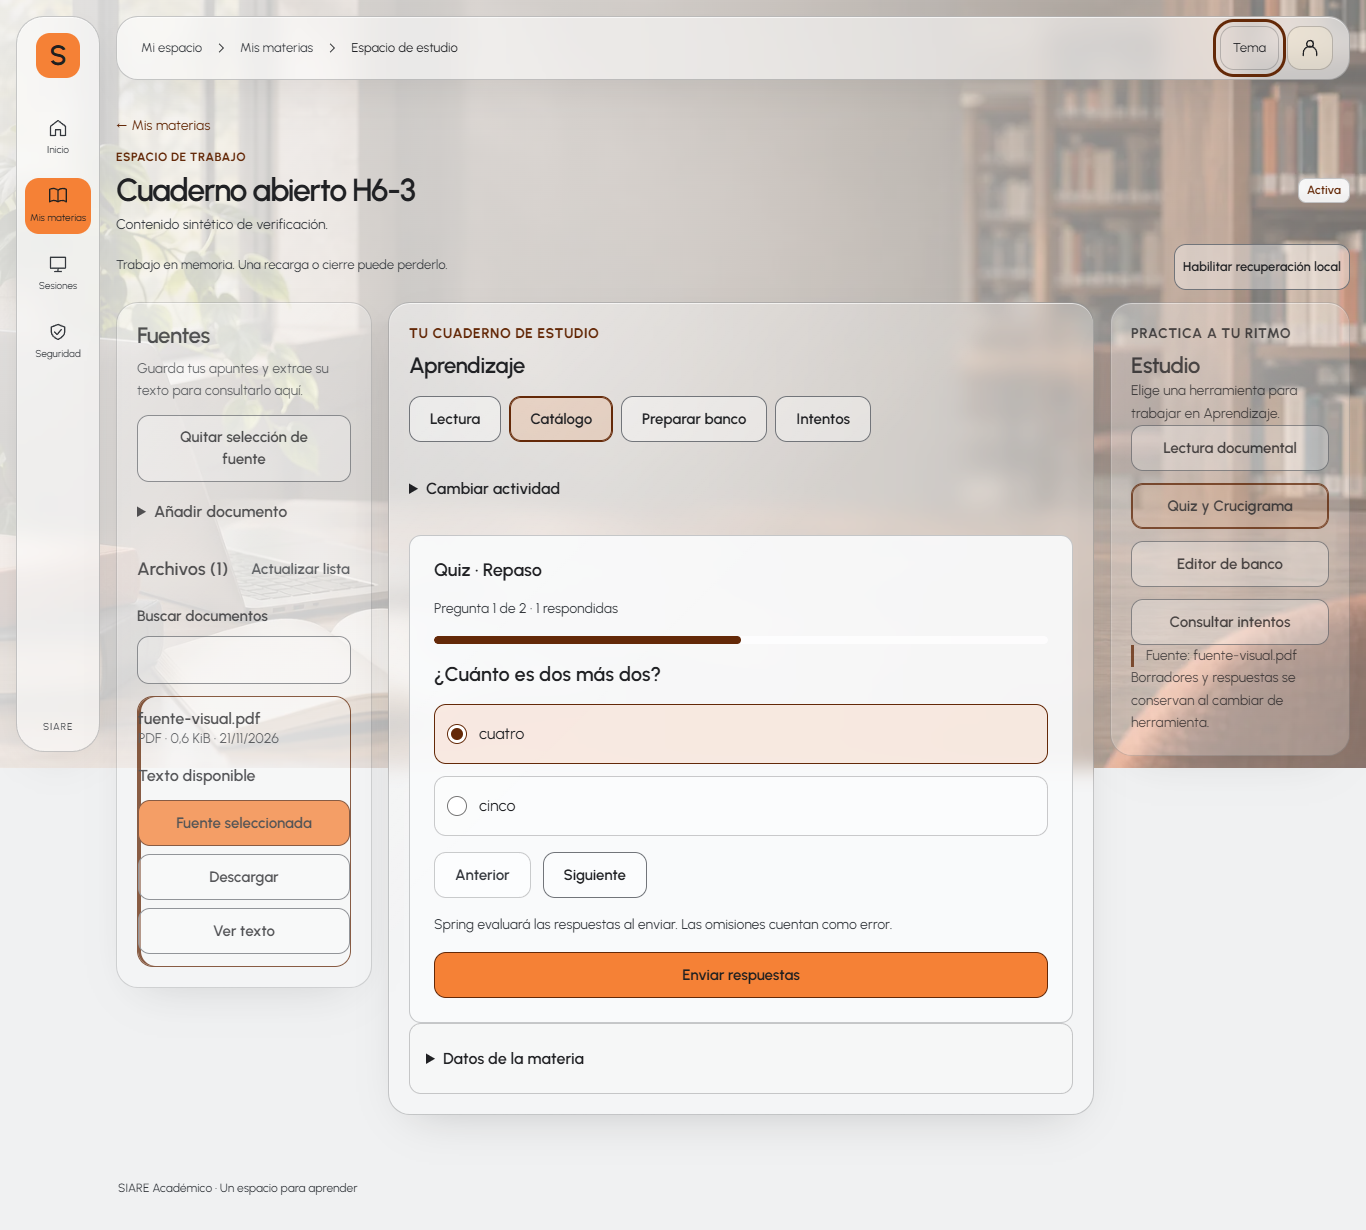 S
Inicio
Mis materias
Sesiones
Seguridad
SIARE
Mi espacio > Mis materias > Espacio de estudio
Tema
← Mis materias
ESPACIO DE TRABAJO
Cuaderno abierto H6-3
Activa
Contenido sintético de verificación.
Trabajo en memoria. Una recarga o cierre puede perderlo.
Habilitar recuperación local
Fuentes
Guarda tus apuntes y extrae su
texto para consultarlo aquí.
Quitar selección de
fuente
Añadir documento
Archivos (1)
Actualizar lista
Buscar documentos
fuente-visual.pdf
PDF · 0,6 KiB · 21/11/2026
Texto disponible
Fuente seleccionada
Descargar
Ver texto
TU CUADERNO DE ESTUDIO
Aprendizaje
Lectura
Catálogo
Preparar banco
Intentos
Cambiar actividad
Quiz · Repaso
Pregunta 1 de 2 · 1 respondidas
¿Cuánto es dos más dos?
cuatro
cinco
Anterior
Siguiente
Spring evaluará las respuestas al enviar. Las omisiones cuentan como error.
Enviar respuestas
Datos de la materia
PRACTICA A TU RITMO
Estudio
Elige una herramienta para
trabajar en Aprendizaje.
Lectura documental
Quiz y Crucigrama
Editor de banco
Consultar intentos
Fuente: fuente-visual.pdf
Borradores y respuestas se
conservan al cambiar de
herramienta.
SIARE Académico · Un espacio para aprender